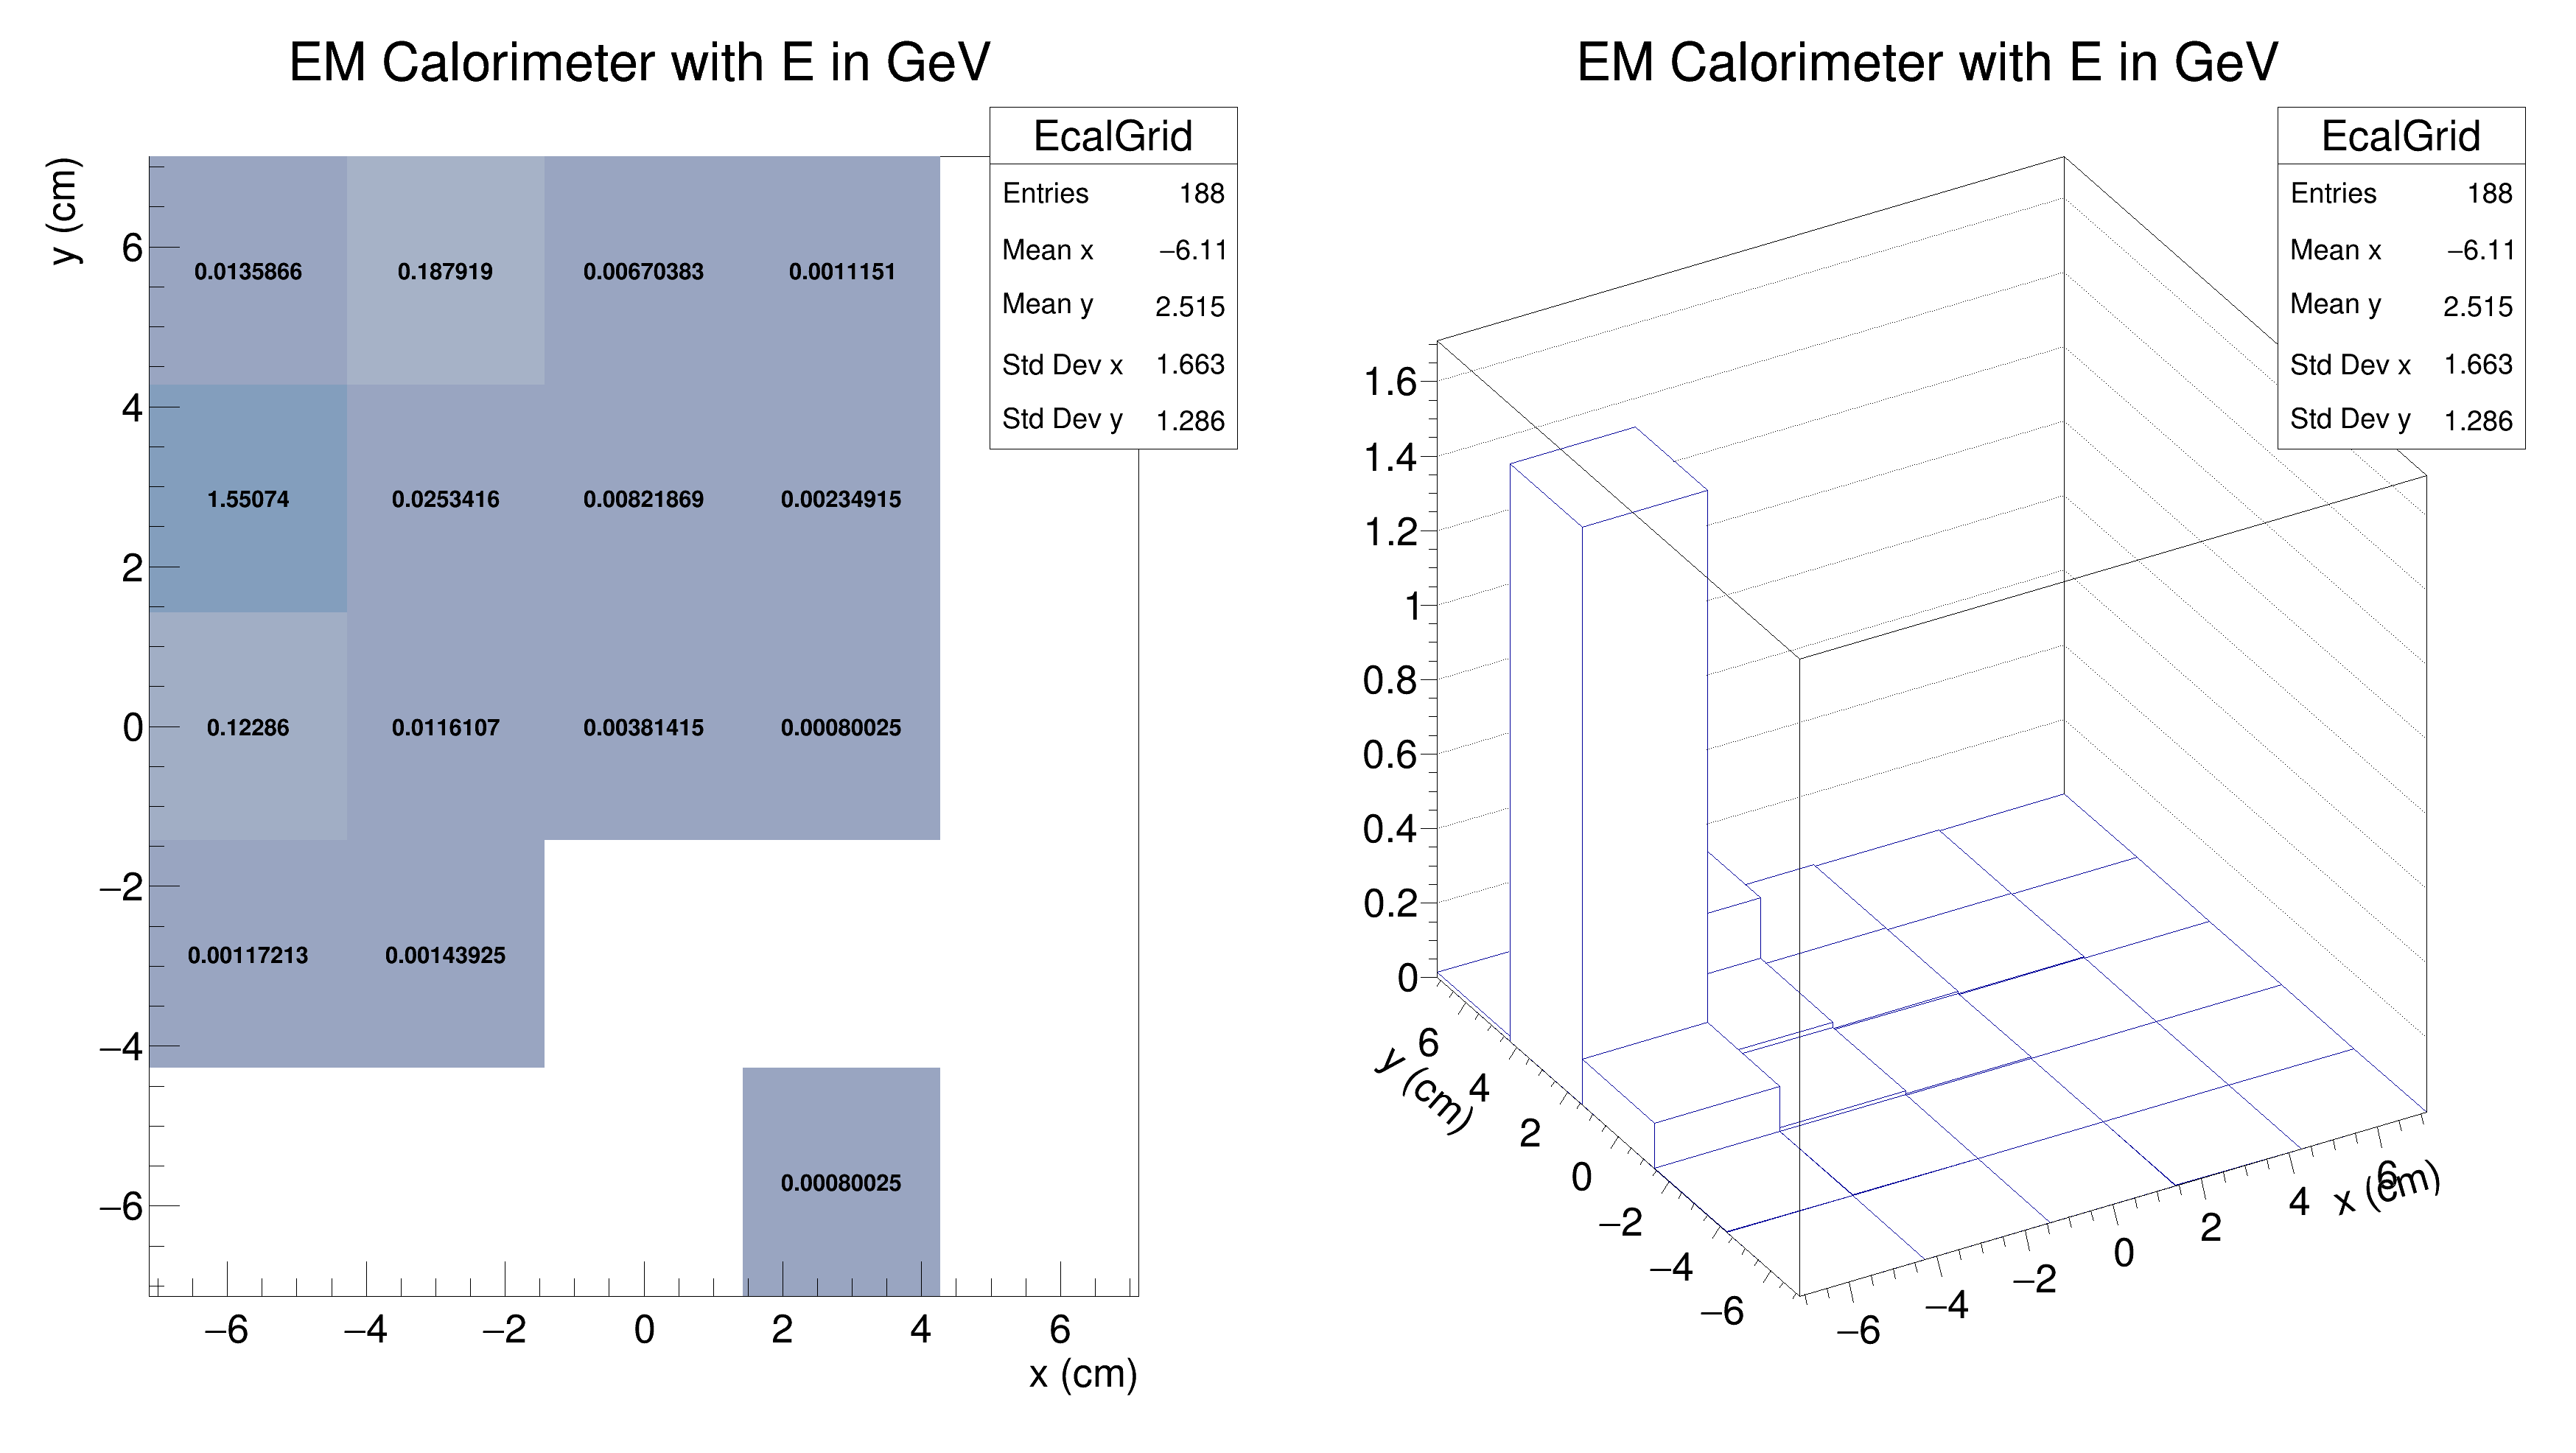 EM Calorimeter with E in GeV
EcalGrid
Entries 188
Mean x −6.11
Mean y 2.515
Std Dev x 1.663
Std Dev y 1.286
y (cm)
6
4
2
0
−2
−4
−6
0.0135866 0.187919 0.00670383 0.0011151
1.55074 0.0253416 0.00821869 0.00234915
0.12286 0.0116107 0.00381415 0.00080025
0.00117213 0.00143925
0.00080025
−6 −4 −2 0 2 4 6
x (cm)
EM Calorimeter with E in GeV
EcalGrid
Entries 188
Mean x −6.11
Mean y 2.515
Std Dev x 1.663
Std Dev y 1.286
1.6
1.4
1.2
1
0.8
0.6
0.4
0.2
0
y (cm)
6
4
2
0
−2
−4
−6
−6 −4 −2 0 2 4 6
x (cm)